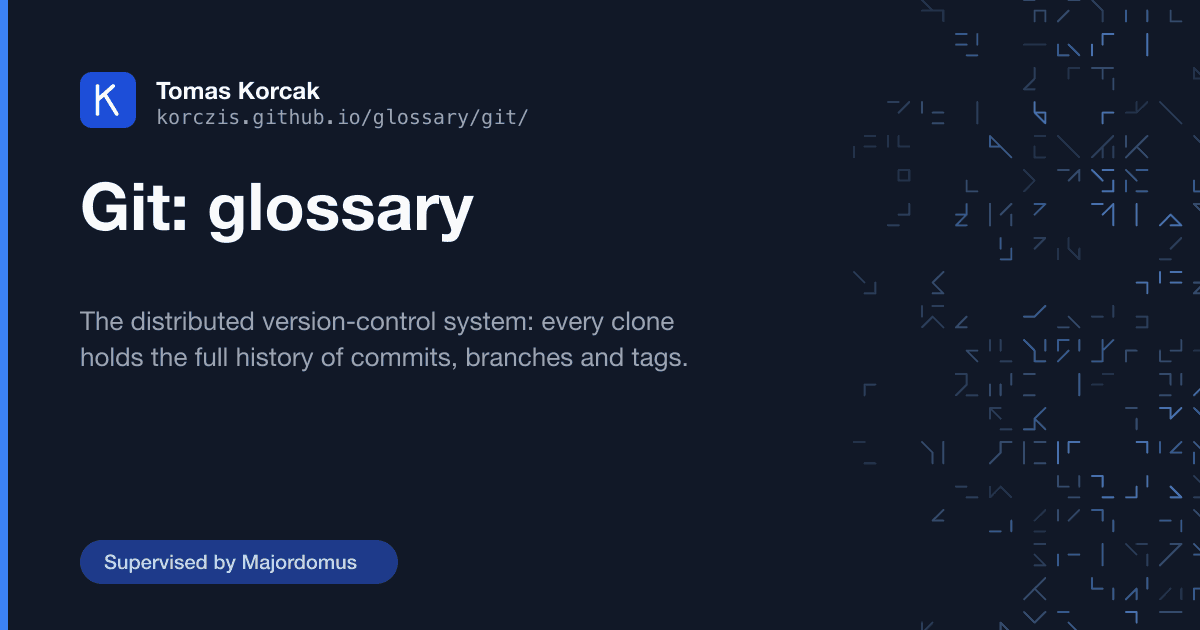 K
Tomas Korcak
korczis.github.io/glossary/git/
Git: glossary
The distributed version-control system: every clone
holds the full history of commits, branches and tags.
Supervised by Majordomus